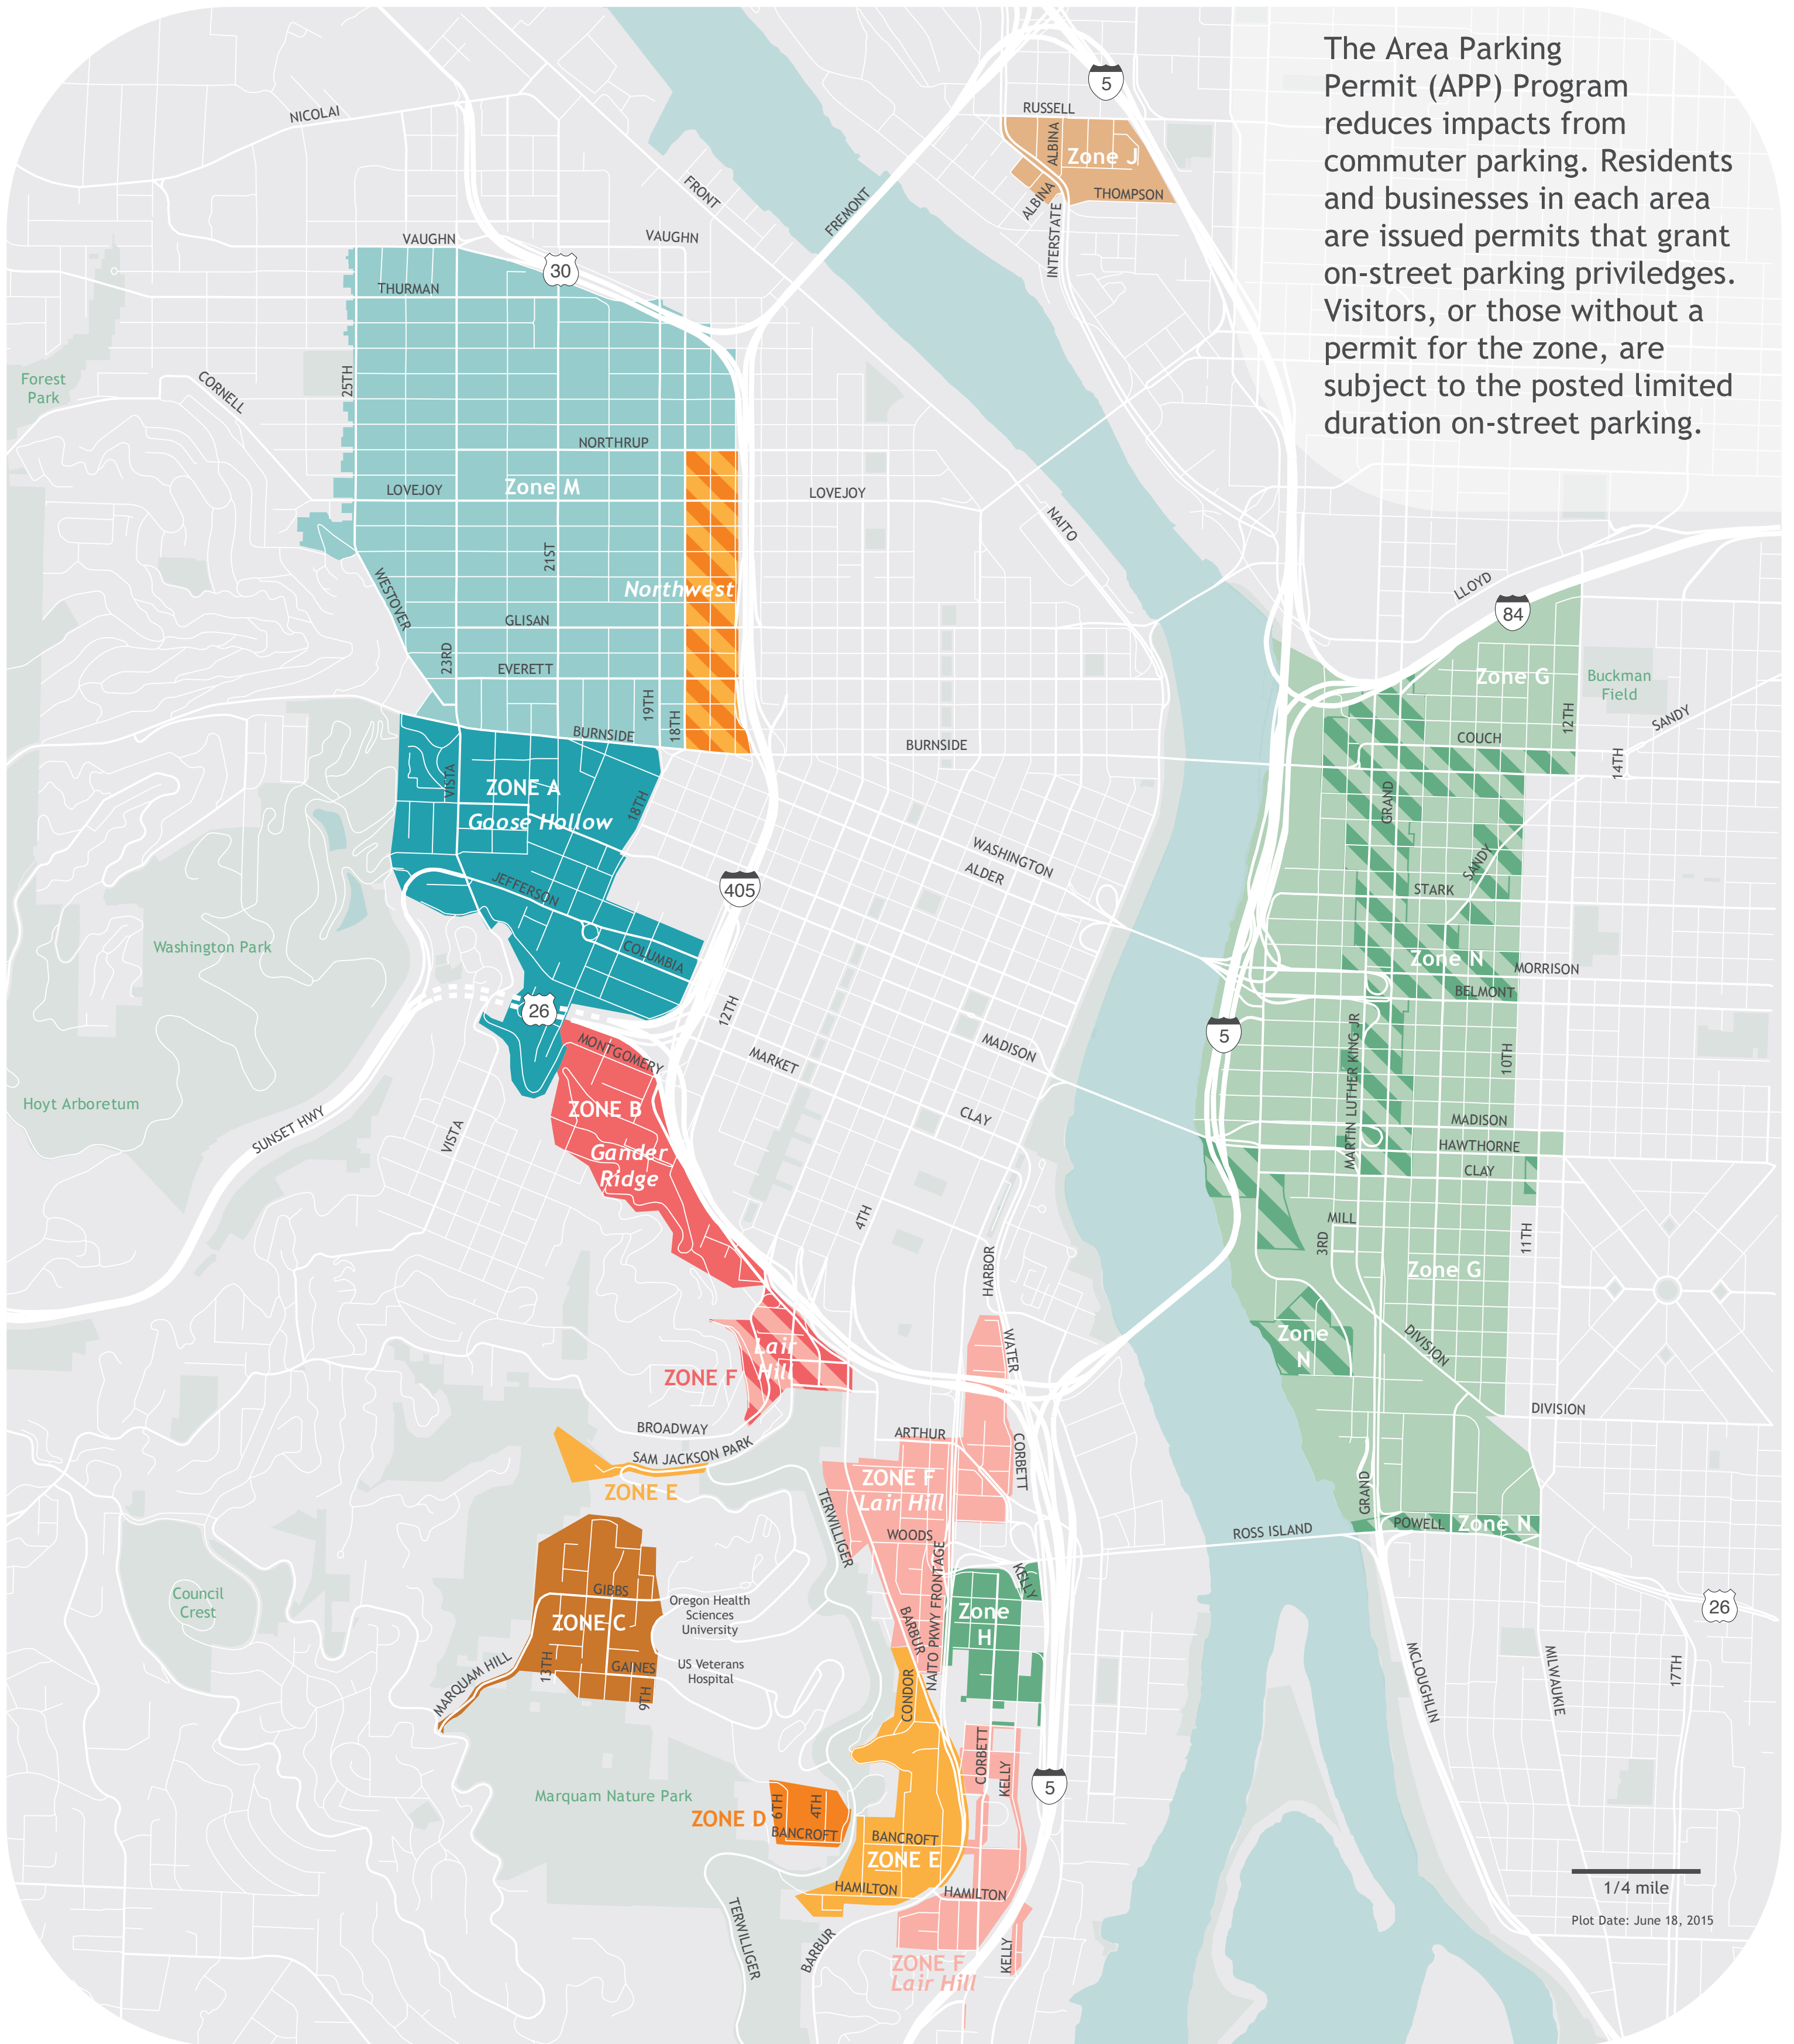 The Area Parking
Permit (APP) Program
reduces impacts from
commuter parking. Residents
and businesses in each area
are issued permits that grant
on-street parking priviledges.
Visitors, or those without a
permit for the zone, are
subject to the posted limited
duration on-street parking.
5
RUSSELL
ALBINA
Zone J
THOMPSON
ALBINA
INTERSTATE
NICOLAI
FRONT
FREMONT
VAUGHN
VAUGHN
30
THURMAN
25TH
Forest
Park
CORNELL
NORTHRUP
Zone M
LOVEJOY
LOVEJOY
NAITO
21ST
WESTOVER
Northwest
GLISAN
23RD
EVERETT
19TH
18TH
BURNSIDE
BURNSIDE
LLOYD
84
Zone G
Buckman
Field
12TH
SANDY
COUCH
14TH
GRAND
VISTA
ZONE A
Goose Hollow
18TH
WASHINGTON
ALDER
SANDY
STARK
JEFFERSON
405
COLUMBIA
Washington Park
Zone N
MORRISON
BELMONT
26
12TH
5
MONTGOMERY
MARKET
MADISON
MARTIN LUTHER KING JR
10TH
Hoyt Arboretum
SUNSET HWY
VISTA
ZONE B
Gander
Ridge
CLAY
MADISON
HAWTHORNE
CLAY
4TH
MILL
3RD
11TH
HARBOR
Zone G
Lair
Hill
ZONE F
WATER
Zone
N
DIVISION
DIVISION
BROADWAY
SAM JACKSON PARK
ZONE E
ARTHUR
CORBETT
ZONE F
Lair Hill
TERWILLIGER
WOODS
GRAND
POWELL
Zone N
ROSS ISLAND
Council
Crest
GIBBS
ZONE C
13TH
GAINES
9TH
MARQUAM HILL
Oregon Health
Sciences
University
US Veterans
Hospital
KELLY
Zone
H
BARBUR
NAITO PKWY FRONTAGE
CONDOR
26
MCLOUGHLIN
MILWAUKIE
17TH
CORBETT
KELLY
5
Marquam Nature Park
ZONE D
6TH
4TH
BANCROFT
BANCROFT
ZONE E
HAMILTON
HAMILTON
TERWILLIGER
BARBUR
KELLY
ZONE F
Lair Hill
1/4 mile
Plot Date: June 18, 2015